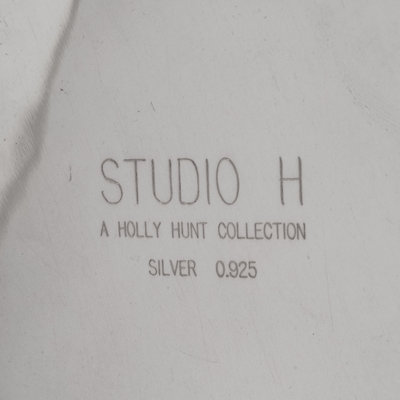 STUDIO H
A HOLLY HUNT COLLECTION
SILVER 0.925